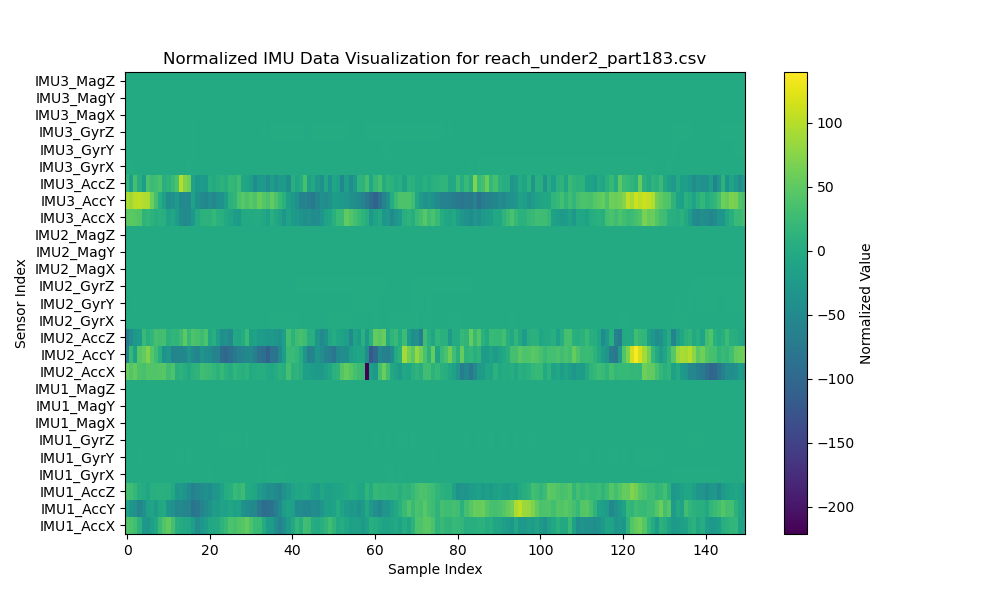 Normalized IMU Data Visualization for reach_under2_part183.csv
IMU3_MagZ
IMU3_MagY
IMU3_MagX
IMU3_GyrZ
IMU3_GyrY
IMU3_GyrX
IMU3_AccZ
IMU3_AccY
IMU3_AccX
IMU2_MagZ
IMU2_MagY
IMU2_MagX
IMU2_GyrZ
IMU2_GyrY
IMU2_GyrX
IMU2_AccZ
IMU2_AccY
IMU2_AccX
IMU1_MagZ
IMU1_MagY
IMU1_MagX
IMU1_GyrZ
IMU1_GyrY
IMU1_GyrX
IMU1_AccZ
IMU1_AccY
IMU1_AccX
Sensor Index
0 20 40 60 80 100 120 140
Sample Index
100
50
0
−50
−100
−150
−200
Normalized Value